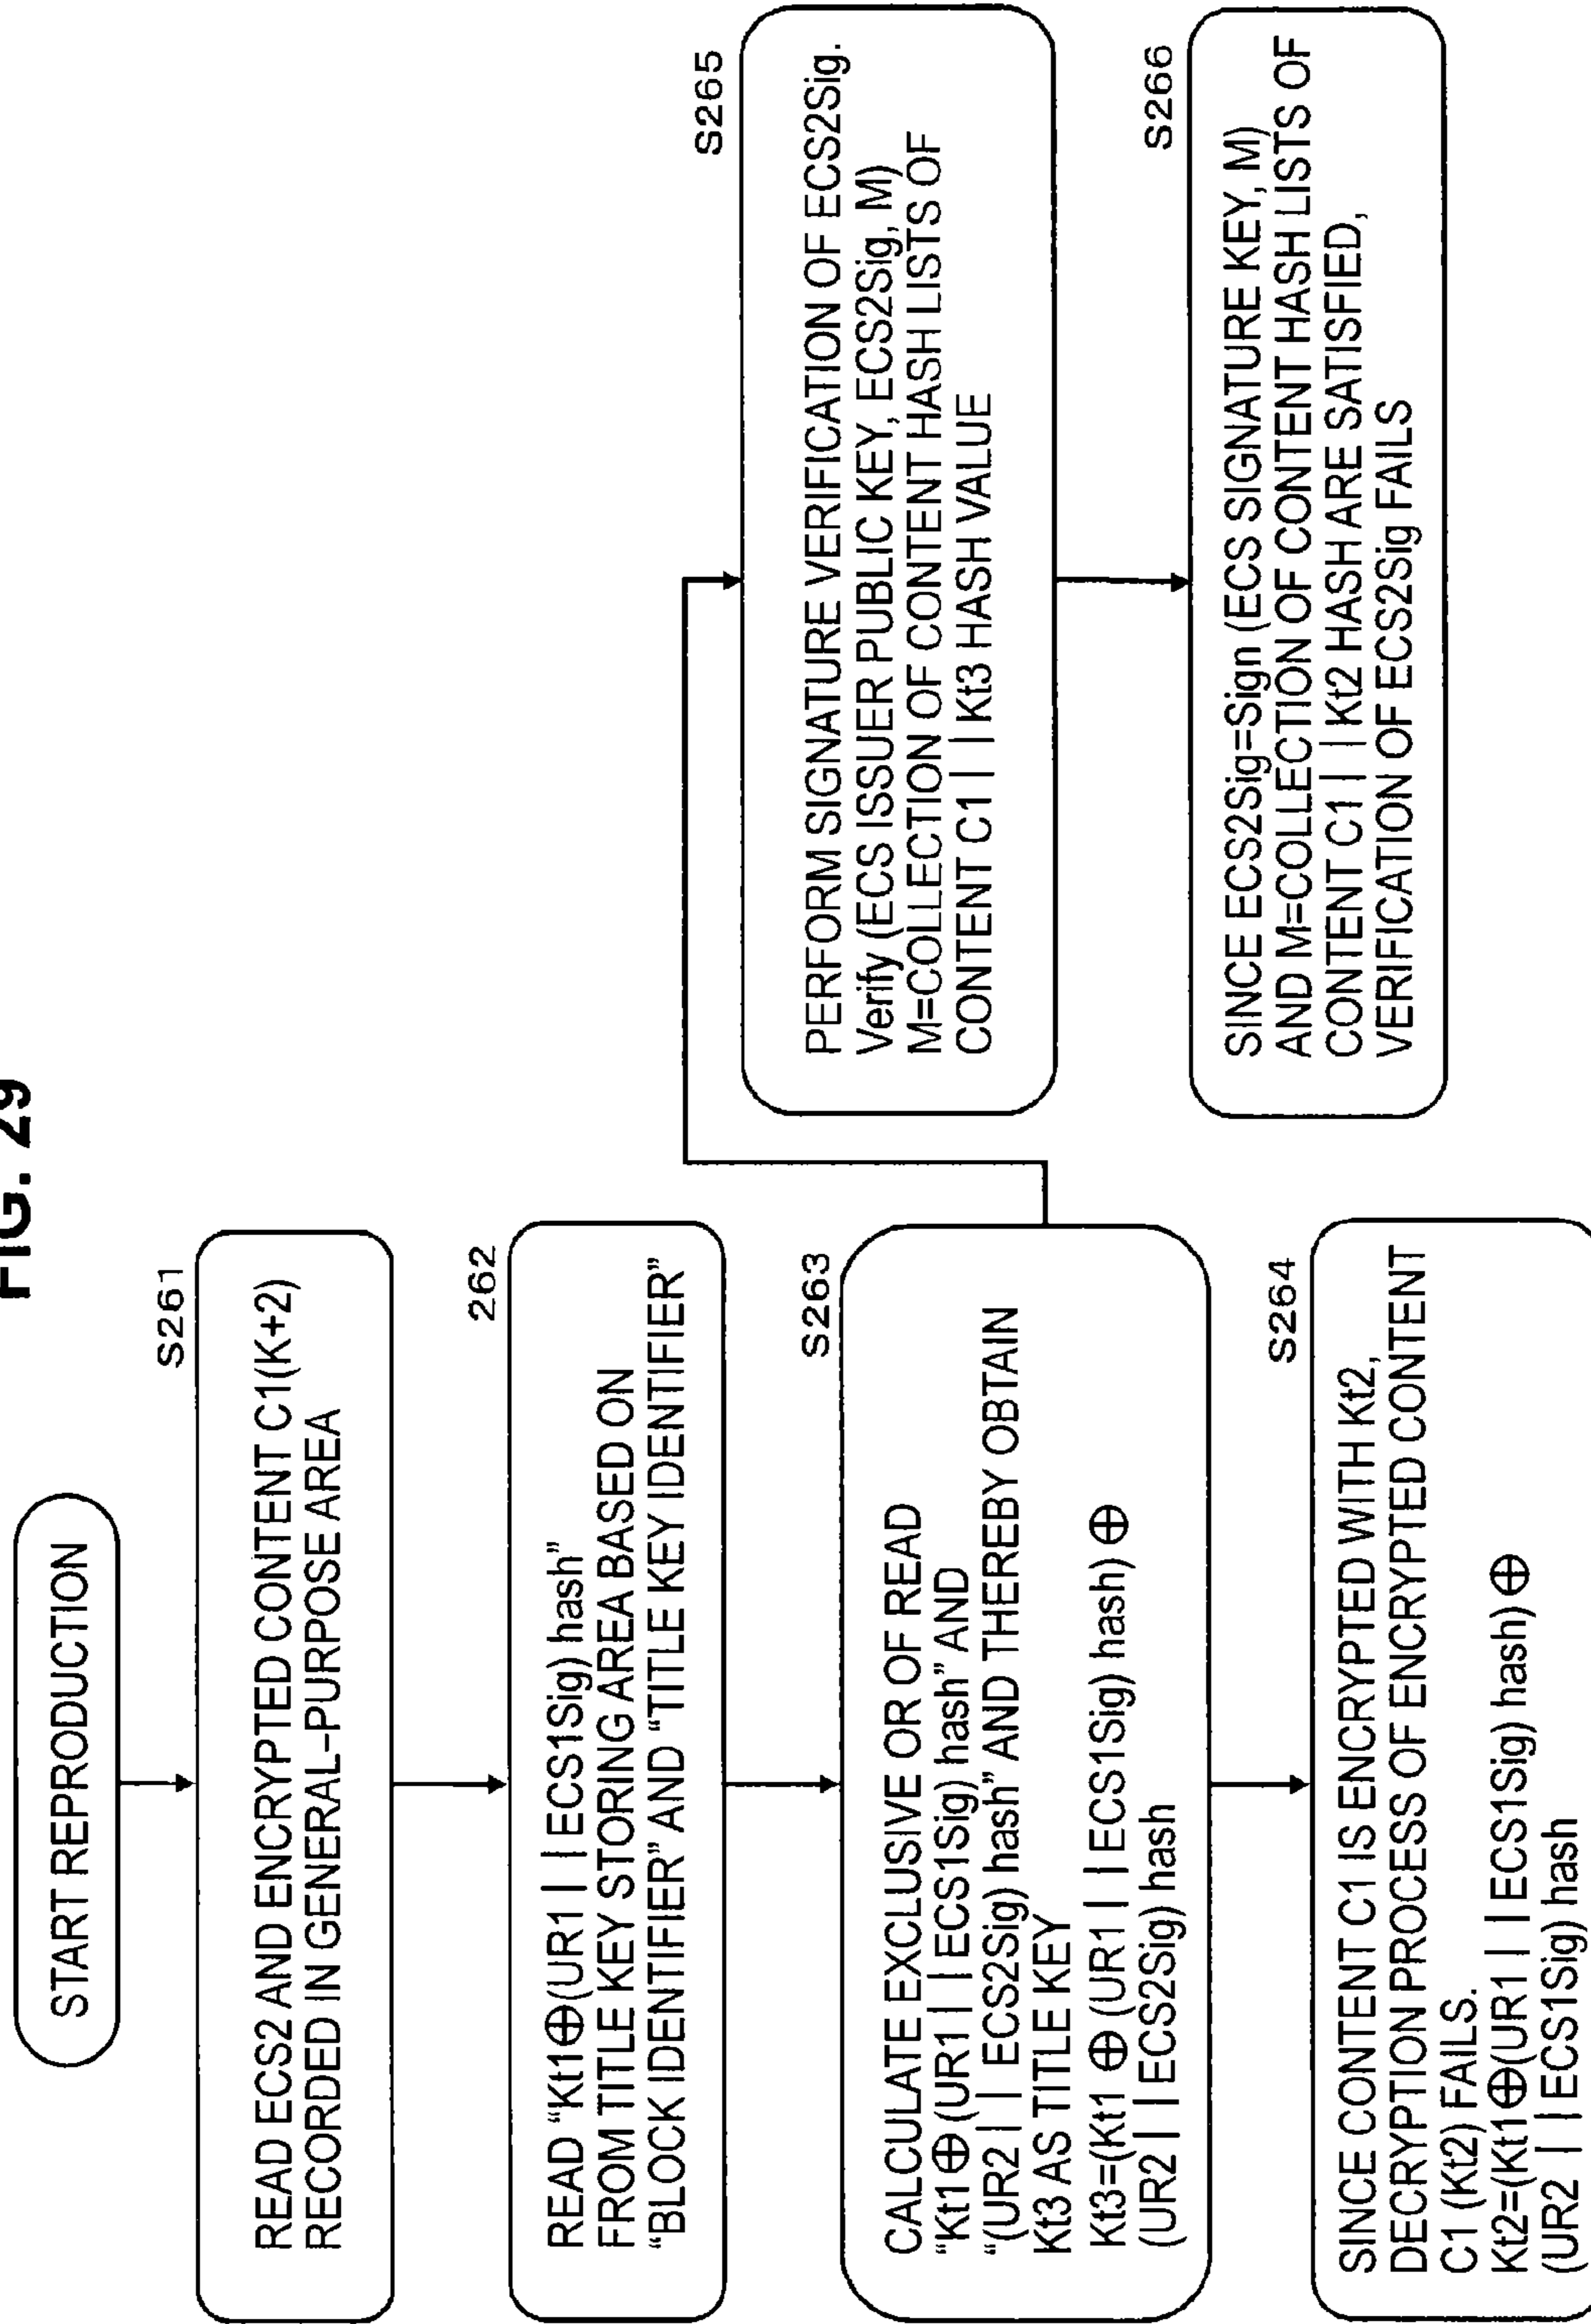 FIG. 29
START REPRODUCTION
S261
READ ECS2 AND ENCRYPTED CONTENT C1(K+2)
RECORDED IN GENERAL-PURPOSE AREA
262
READ “Kt1⊕(UR1 | | ECS1Sig) hash”
FROM TITLE KEY STORING AREA BASED ON
“BLOCK IDENTIFIER” AND “TITLE KEY IDENTIFIER”
S263
CALCULATE EXCLUSIVE OR OF READ
“Kt1⊕(UR1 | | ECS1Sig) hash” AND
“(UR2 | | ECS2Sig) hash” AND THEREBY OBTAIN
Kt3 AS TITLE KEY
Kt3=(Kt1 ⊕ (UR1 | | ECS1Sig) hash) ⊕
(UR2 | | ECS2Sig) hash
S264
SINCE CONTENT C1 IS ENCRYPTED WITH Kt2,
DECRYPTION PROCESS OF ENCRYPTED CONTENT
C1 (Kt2) FAILS.
Kt2=(Kt1⊕(UR1 | | ECS1Sig) hash) ⊕
(UR2 | | ECS1Sig) hash
S265
PERFORM SIGNATURE VERIFICATION OF ECS2Sig.
Verify (ECS ISSUER PUBLIC KEY, ECS2Sig, M)
M=COLLECTION OF CONTENT HASH LISTS OF
CONTENT C1 | | Kt3 HASH VALUE
S266
SINCE ECS2Sig=Sign (ECS SIGNATURE KEY, M)
AND M=COLLECTION OF CONTENT HASH LISTS OF
CONTENT C1 | | Kt2 HASH ARE SATISFIED,
VERIFICATION OF ECS2Sig FAILS